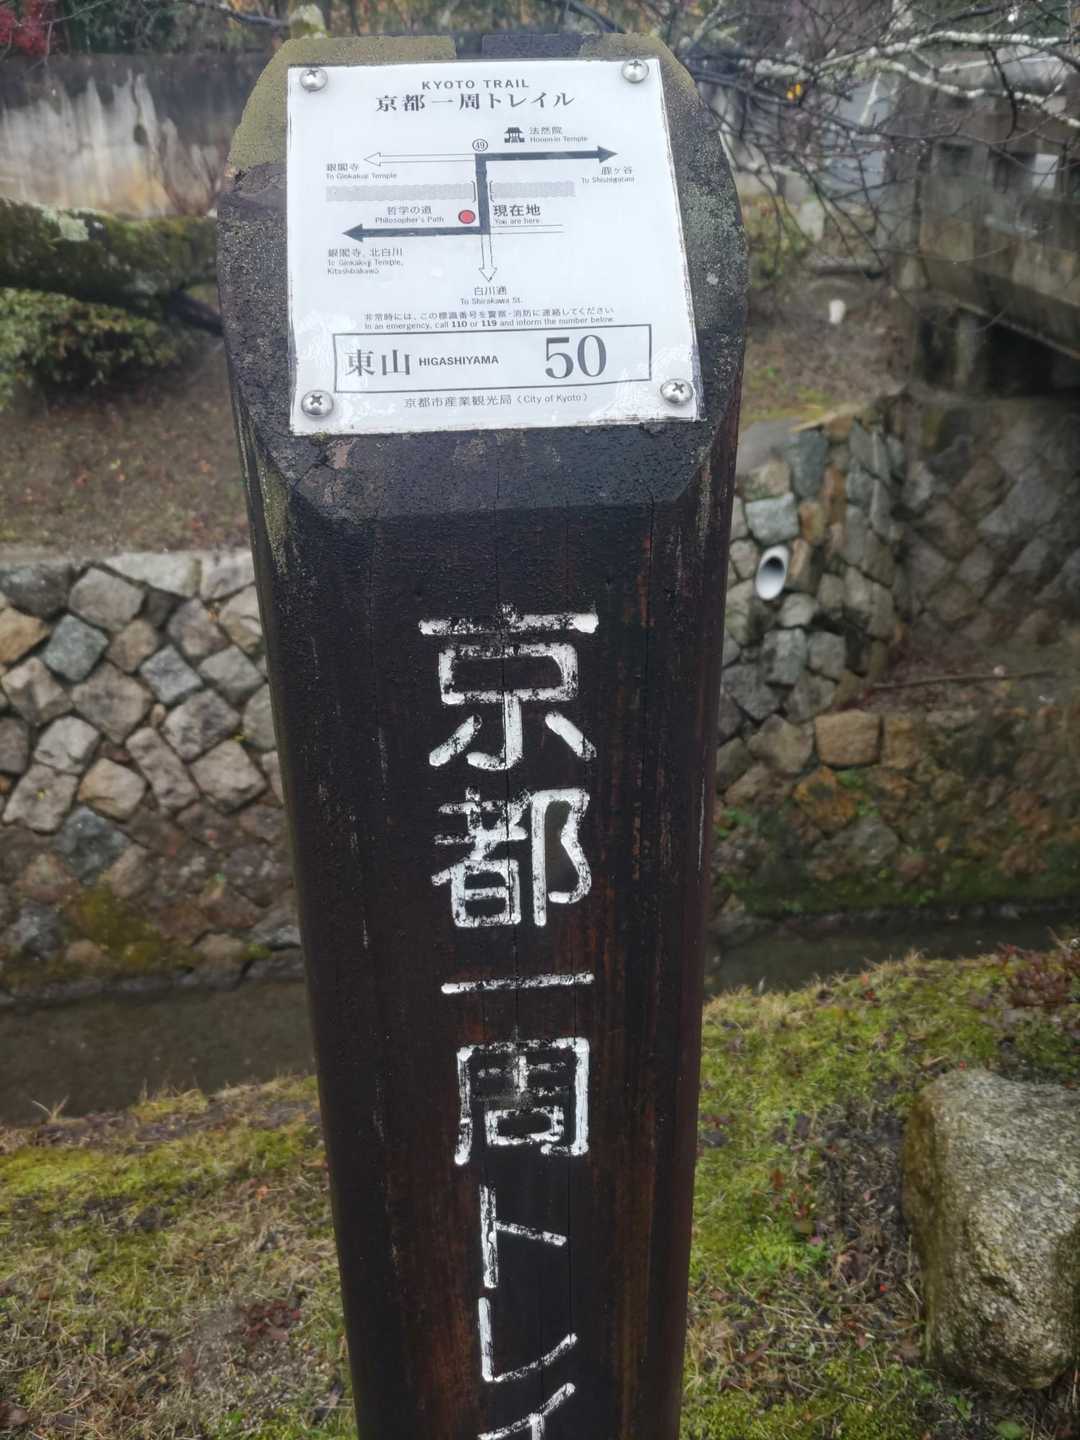 KYOTO TRAIL
京都一周トレイル
49
法然院
Honen-in Temple
銀閣寺
To Ginkakuji Temple
鹿ヶ谷
To Shishigatani
哲学の道
Philosopher's Path
現在地
You are here.
銀閣寺、北白川
To Ginkakuji Temple,
Kitashirakawa
白川通
To Shirakawa St.
非常時には、この標識番号を警察・消防に連絡してください
In an emergency, call 110 or 119 and inform the number below.
東山 HIGASHIYAMA 50
京都市産業観光局 (City of Kyoto)
京都一周トレイ